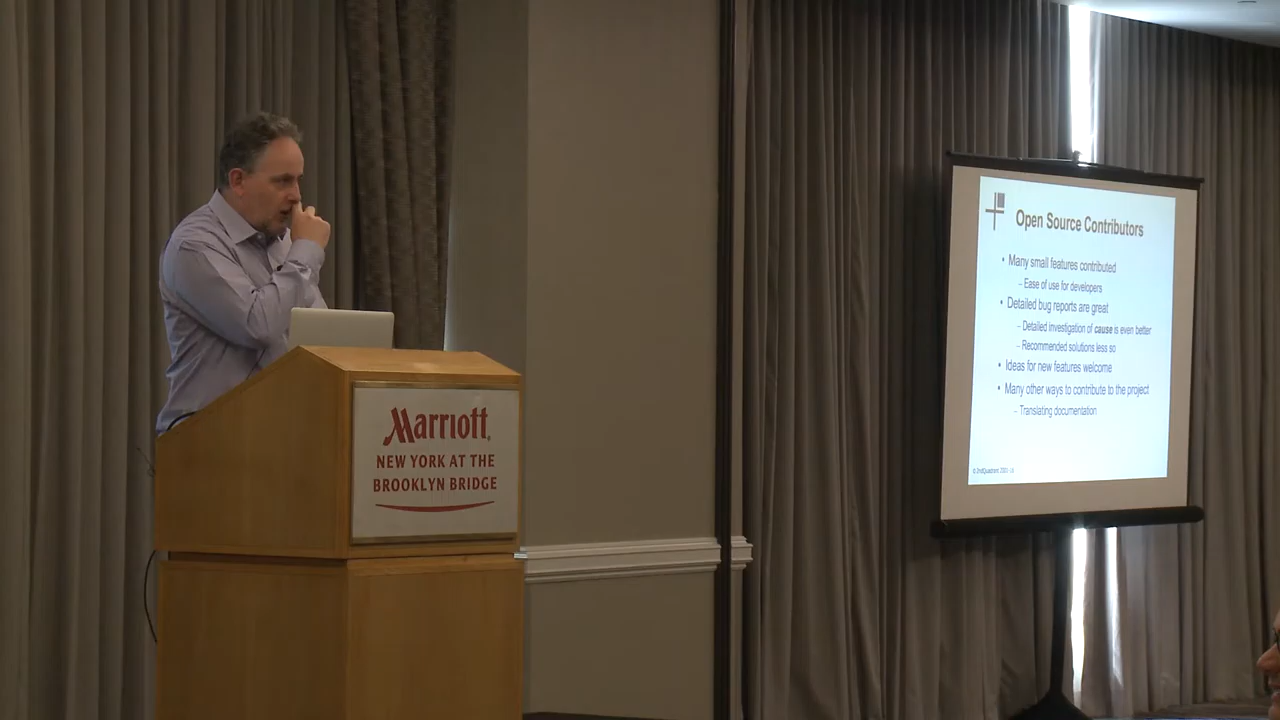 Marriott.
NEW YORK AT THE
BROOKLYN BRIDGE
Open Source Contributors
• Many small features contributed
– Ease of use for developers
• Detailed bug reports are great
– Detailed investigation of cause is even better
– Recommended solutions less so
• Ideas for new features welcome
• Many other ways to contribute to the project
– Translating documentation
© 2ndQuadrant